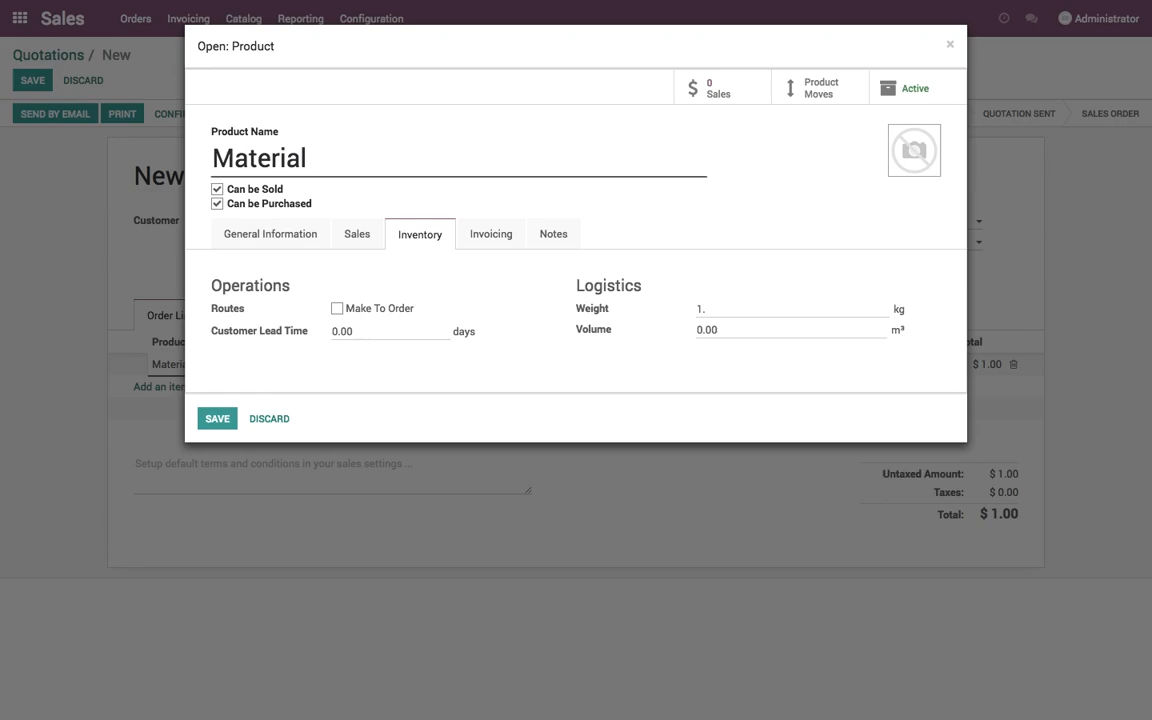 Sales Orders Invoicing Catalog Reporting Configuration Administrator
Quotations / New
SAVE DISCARD
SEND BY EMAIL PRINT QUOTATION SENT SALES ORDER
Open: Product ×
0 Sales
Product Moves
Active
Product Name
Material
Can be Sold
Can be Purchased
General Information Sales Inventory Invoicing Notes
Operations
Routes Make To Order
Customer Lead Time 0.00 days
Logistics
Weight 1. kg
Volume 0.00 m³
SAVE DISCARD
New
Customer
$ 1.00
Setup default terms and conditions in your sales settings ...
Untaxed Amount: $ 1.00
Taxes: $ 0.00
Total: $ 1.00